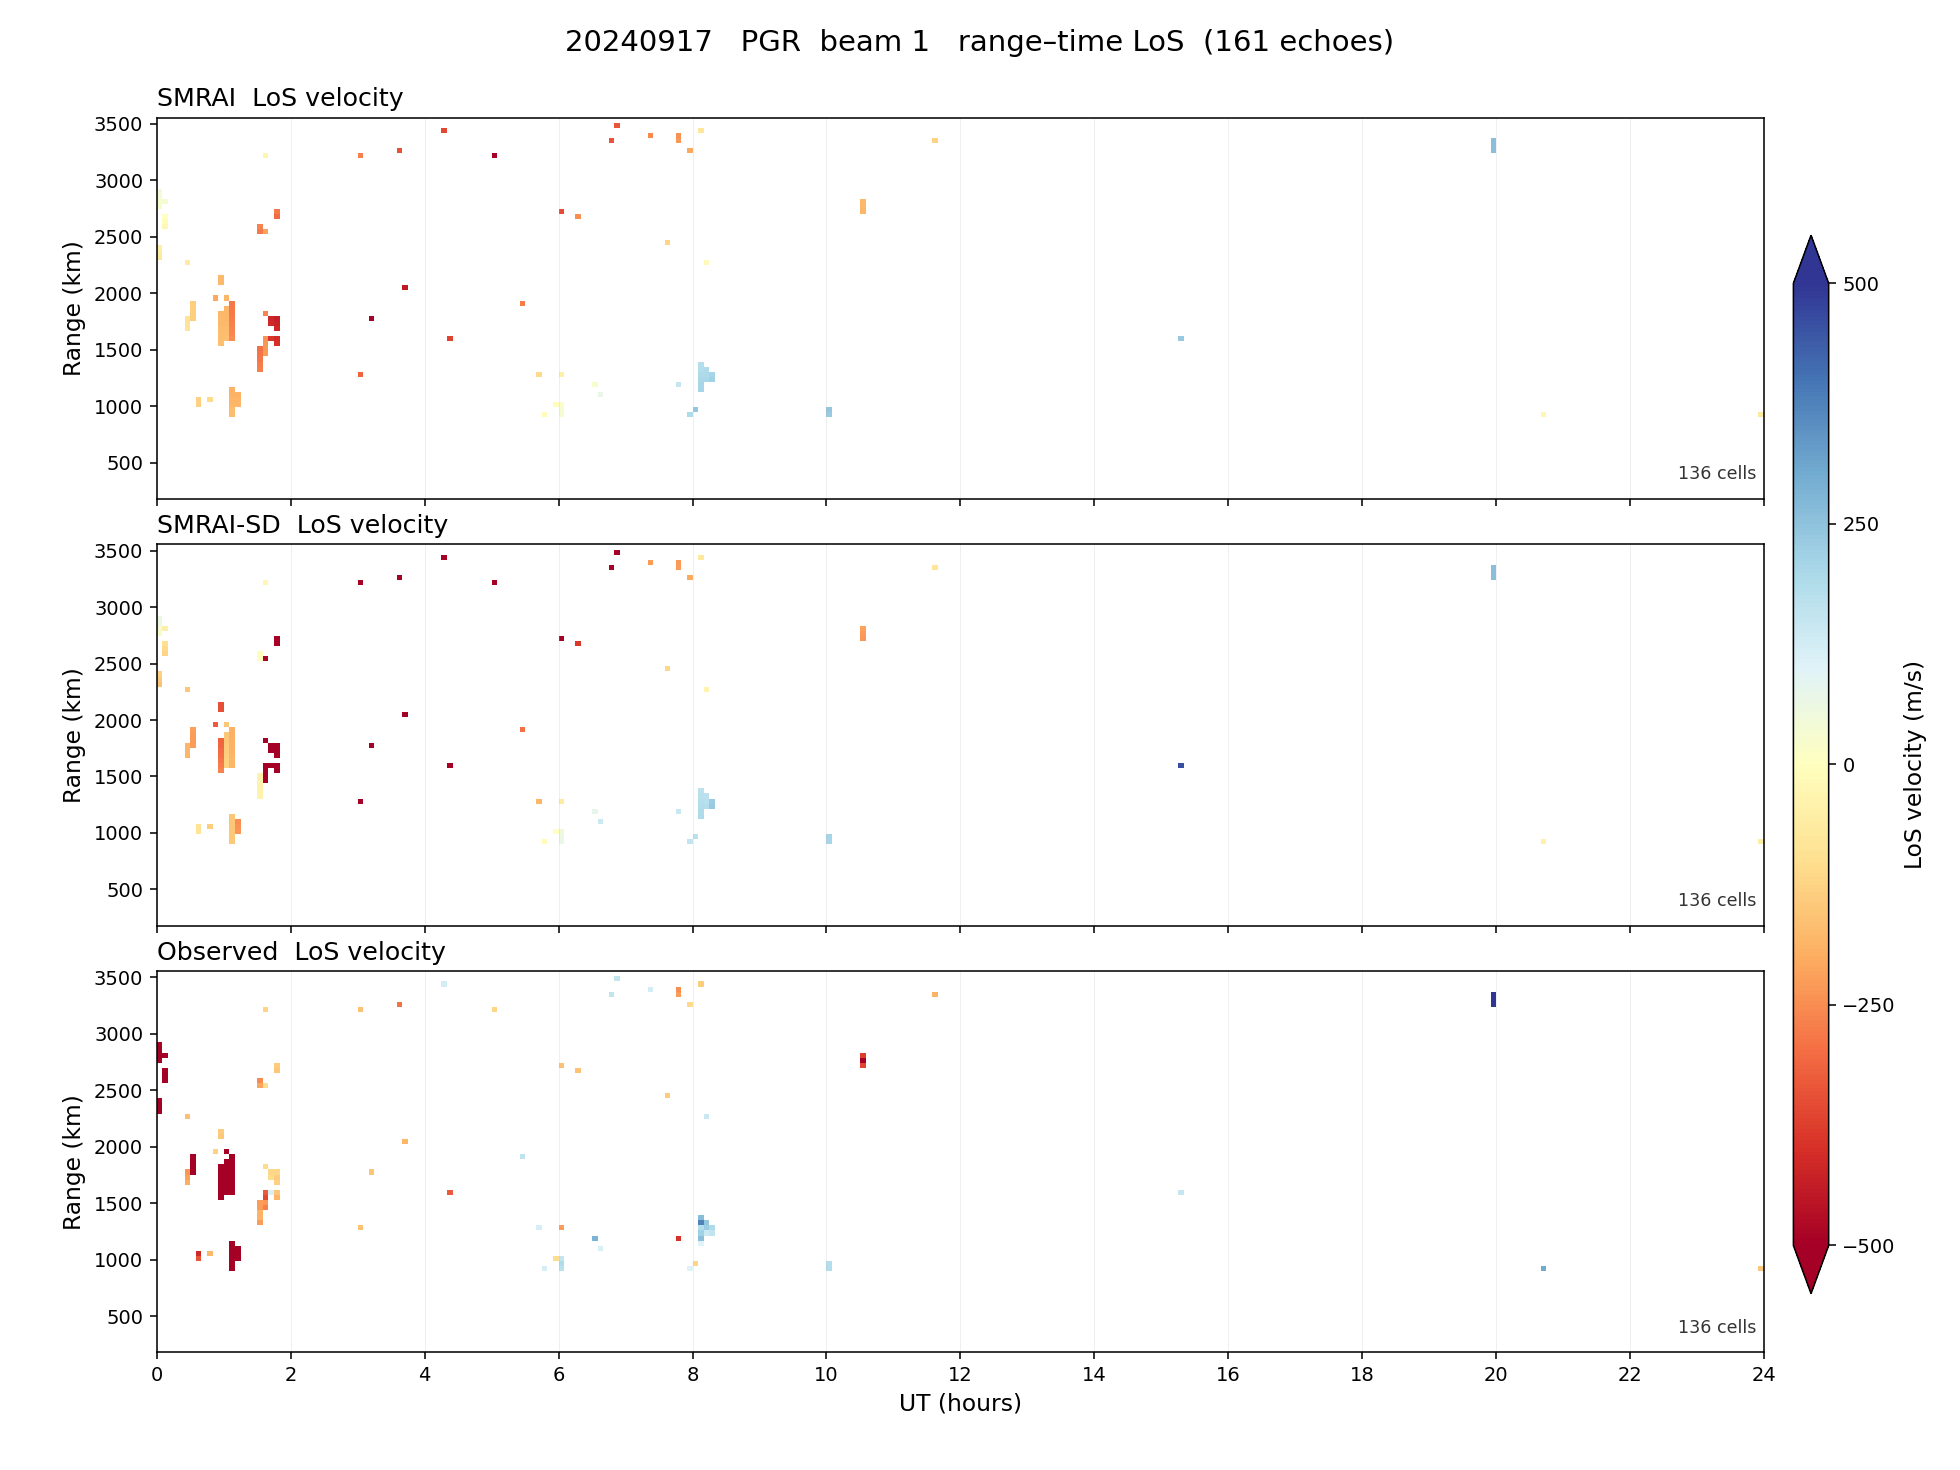 20240917   PGR  beam 1   range–time LoS  (161 echoes)
SMRAI  LoS velocity
3500
3000
2500
2000
1500
1000
500
Range (km)
136 cells
SMRAI-SD  LoS velocity
3500
3000
2500
2000
1500
1000
500
Range (km)
136 cells
Observed  LoS velocity
3500
3000
2500
2000
1500
1000
500
Range (km)
136 cells
0 2 4 6 8 10 12 14 16 18 20 22 24
UT (hours)
500
250
0
−250
−500
LoS velocity (m/s)